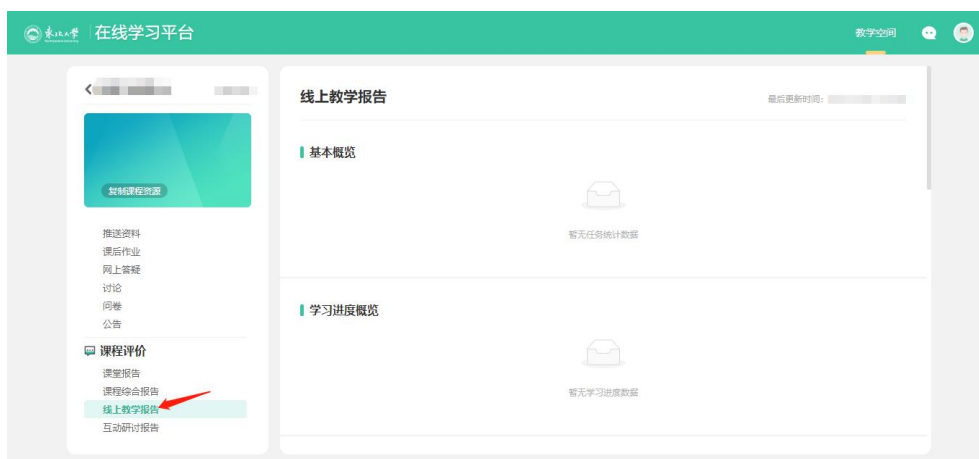 在线学习平台
教学空间
线上教学报告
最后更新时间：
复制课程资源
基本概览
暂无任务统计数据
推送资料
课后作业
网上答疑
讨论
问卷
公告
课程评价
课堂报告
课程综合报告
线上教学报告
互动研讨报告
学习进度概览
暂无学习进度数据